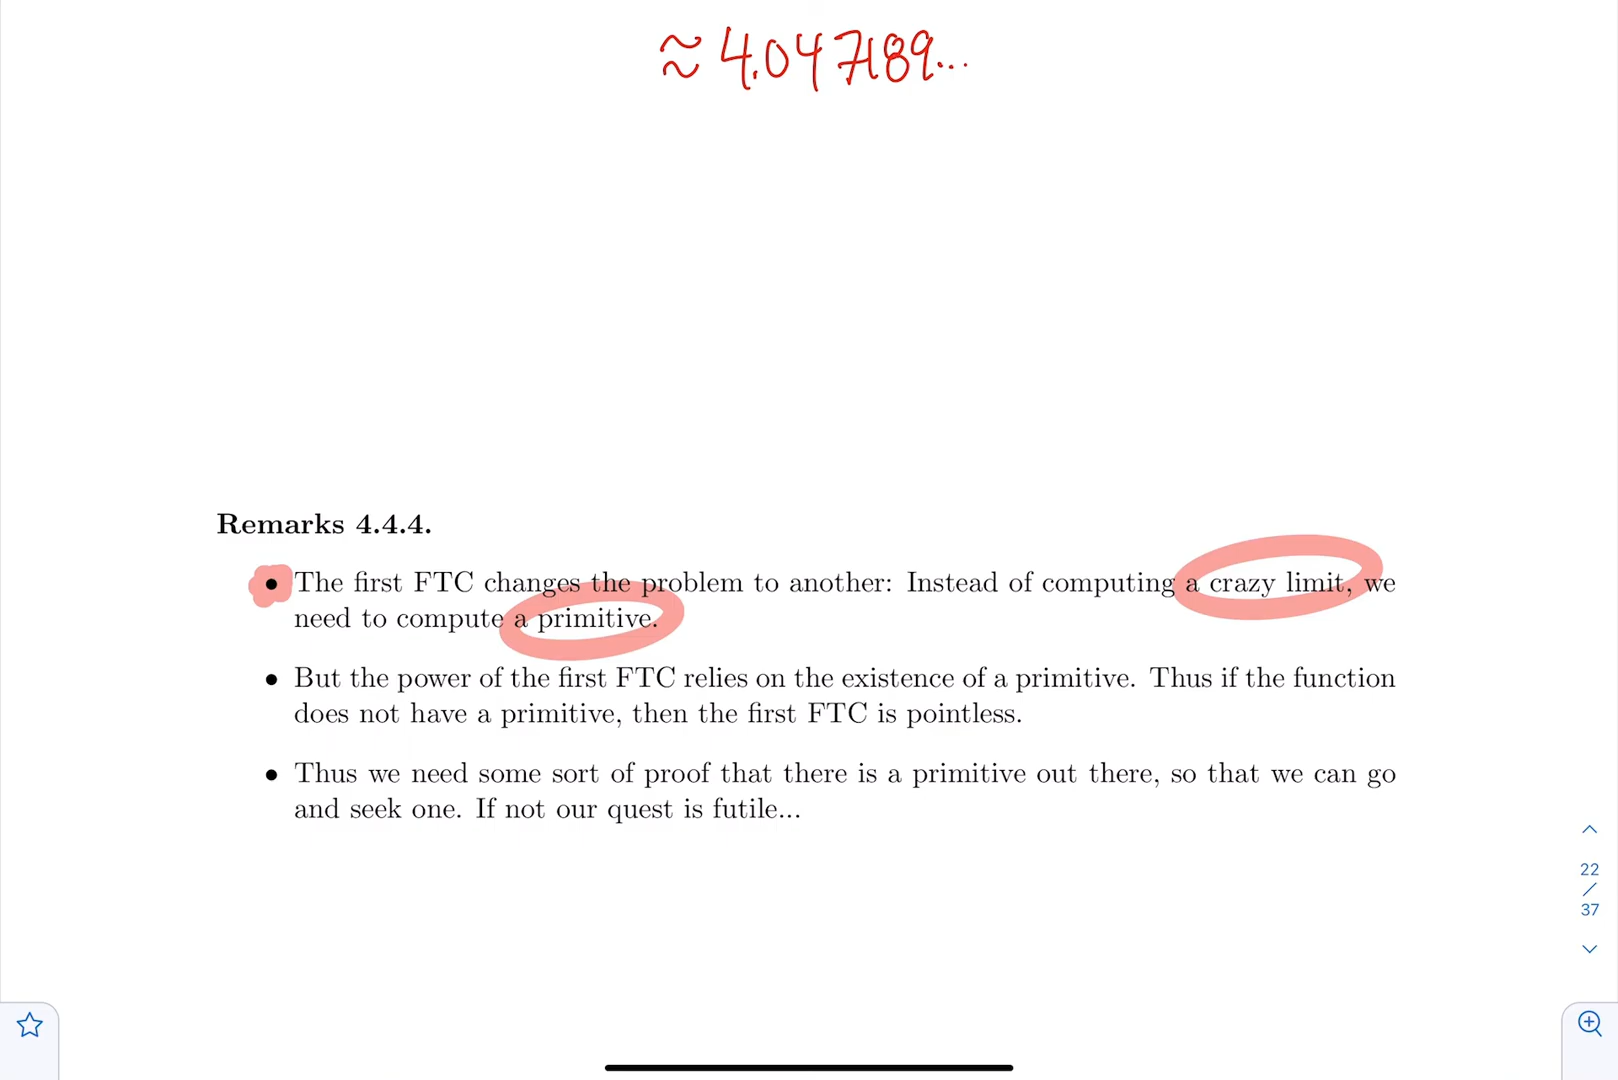 ≈ 4.047189...
Remarks 4.4.4.
• The first FTC changes the problem to another: Instead of computing a crazy limit, we
need to compute a primitive.
• But the power of the first FTC relies on the existence of a primitive. Thus if the function
does not have a primitive, then the first FTC is pointless.
• Thus we need some sort of proof that there is a primitive out there, so that we can go
and seek one. If not our quest is futile...
22
/
37